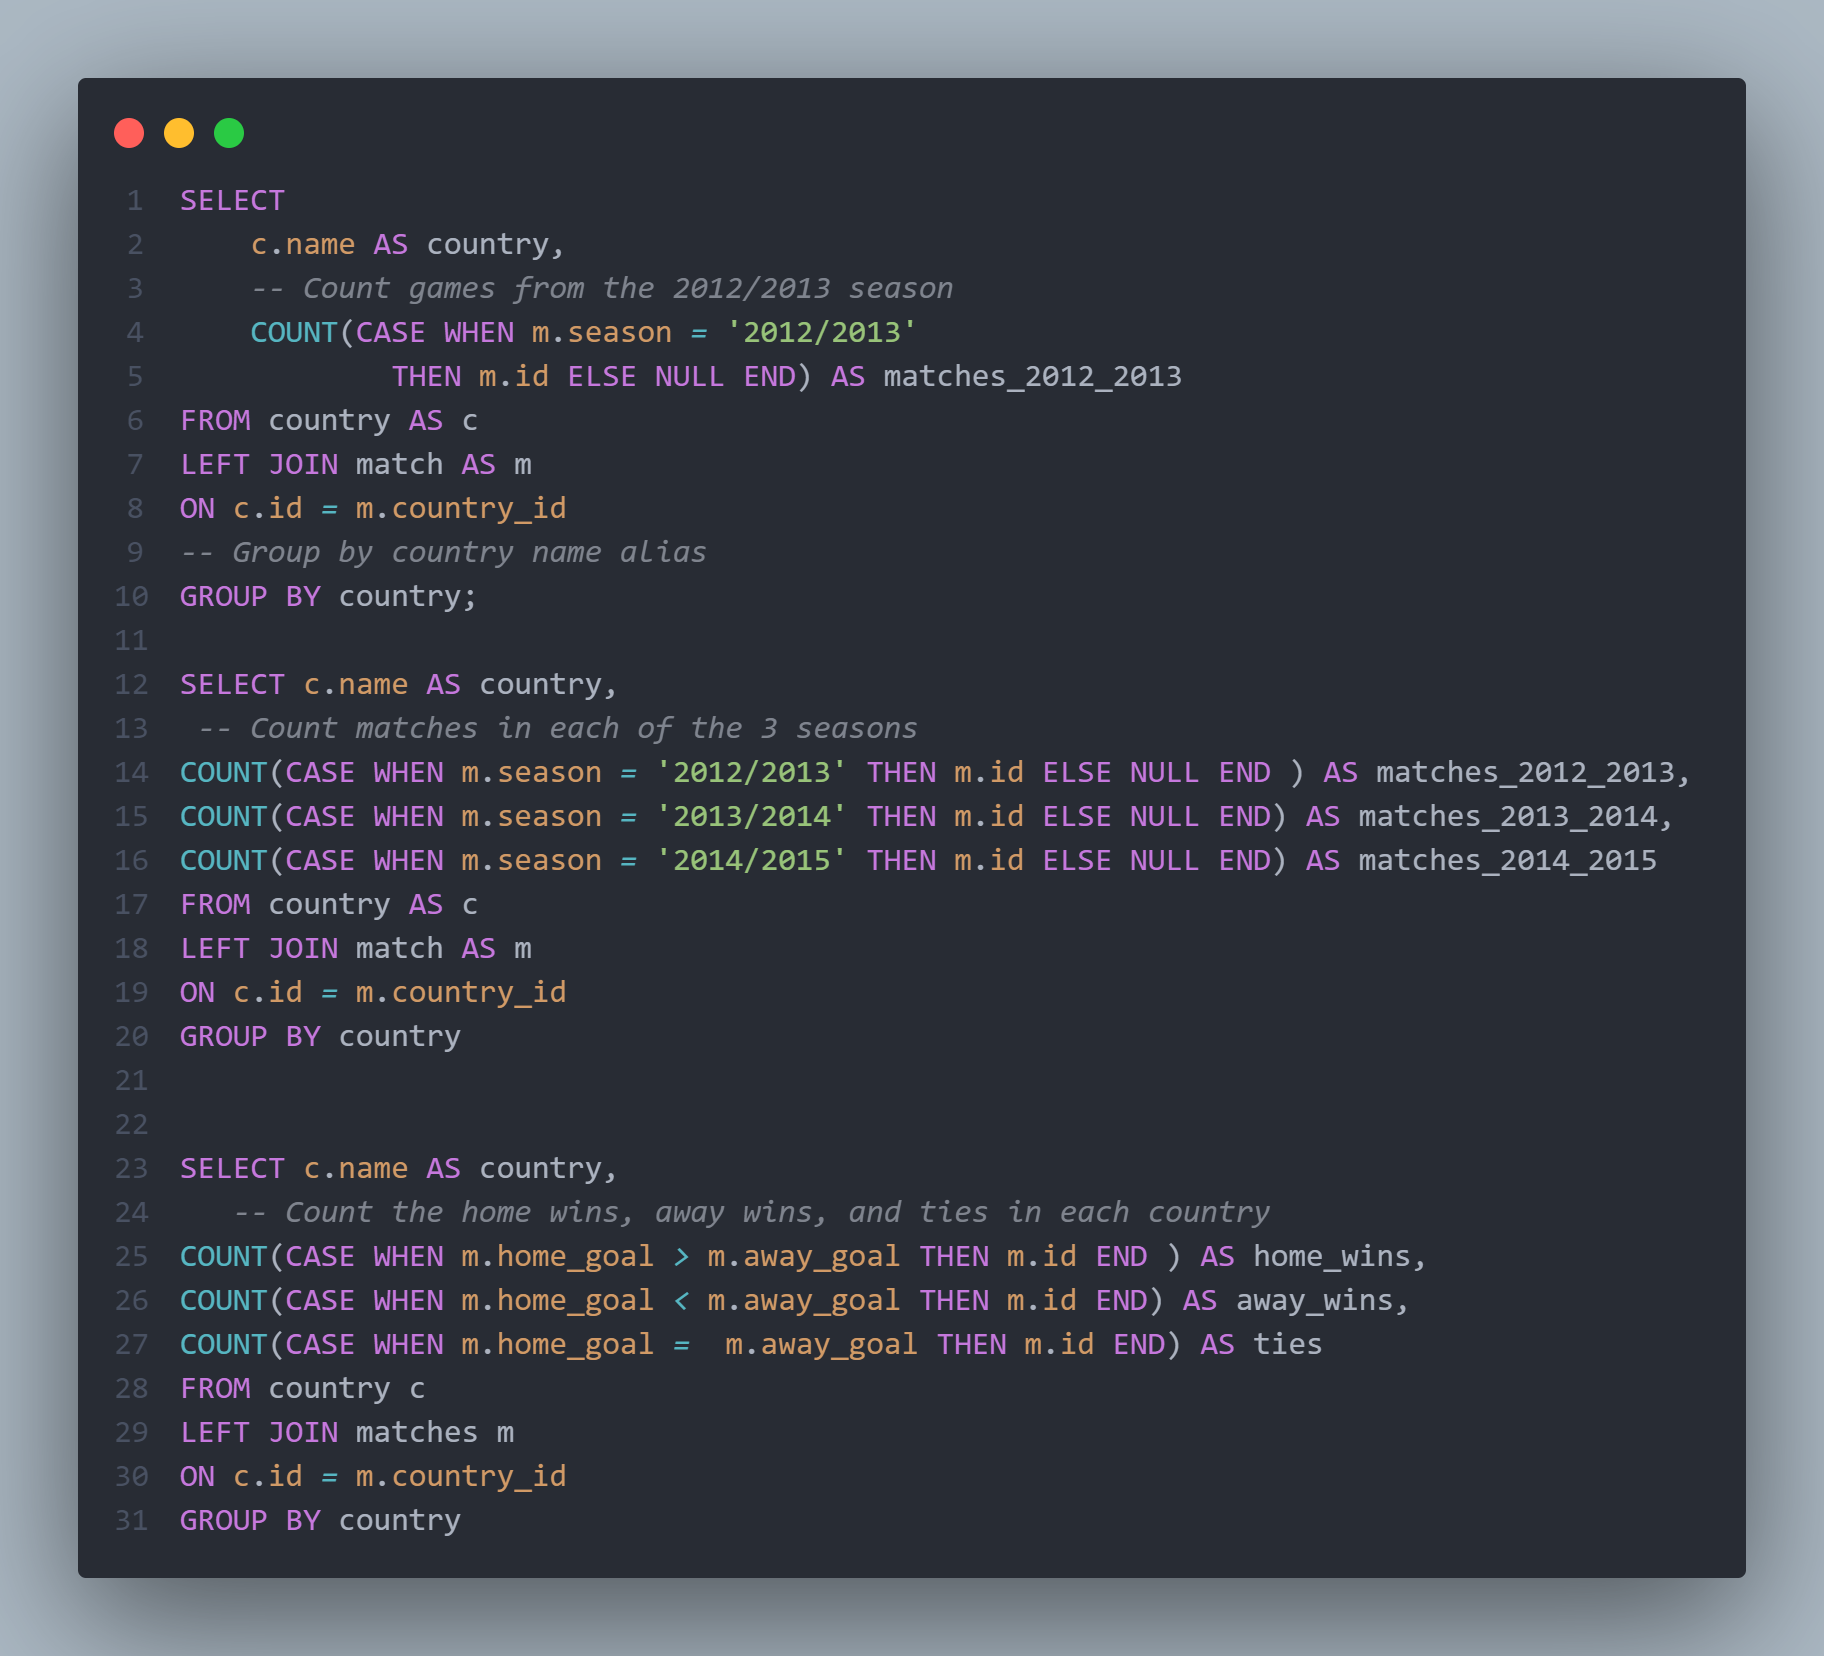 1 SELECT
2     c.name AS country,
3     -- Count games from the 2012/2013 season
4     COUNT(CASE WHEN m.season = '2012/2013'
5             THEN m.id ELSE NULL END) AS matches_2012_2013
6 FROM country AS c
7 LEFT JOIN match AS m
8 ON c.id = m.country_id
9 -- Group by country name alias
10 GROUP BY country;
11
12 SELECT c.name AS country,
13  -- Count matches in each of the 3 seasons
14 COUNT(CASE WHEN m.season = '2012/2013' THEN m.id ELSE NULL END ) AS matches_2012_2013,
15 COUNT(CASE WHEN m.season = '2013/2014' THEN m.id ELSE NULL END) AS matches_2013_2014,
16 COUNT(CASE WHEN m.season = '2014/2015' THEN m.id ELSE NULL END) AS matches_2014_2015
17 FROM country AS c
18 LEFT JOIN match AS m
19 ON c.id = m.country_id
20 GROUP BY country
21
22
23 SELECT c.name AS country,
24    -- Count the home wins, away wins, and ties in each country
25 COUNT(CASE WHEN m.home_goal > m.away_goal THEN m.id END ) AS home_wins,
26 COUNT(CASE WHEN m.home_goal < m.away_goal THEN m.id END) AS away_wins,
27 COUNT(CASE WHEN m.home_goal =  m.away_goal THEN m.id END) AS ties
28 FROM country c
29 LEFT JOIN matches m
30 ON c.id = m.country_id
31 GROUP BY country